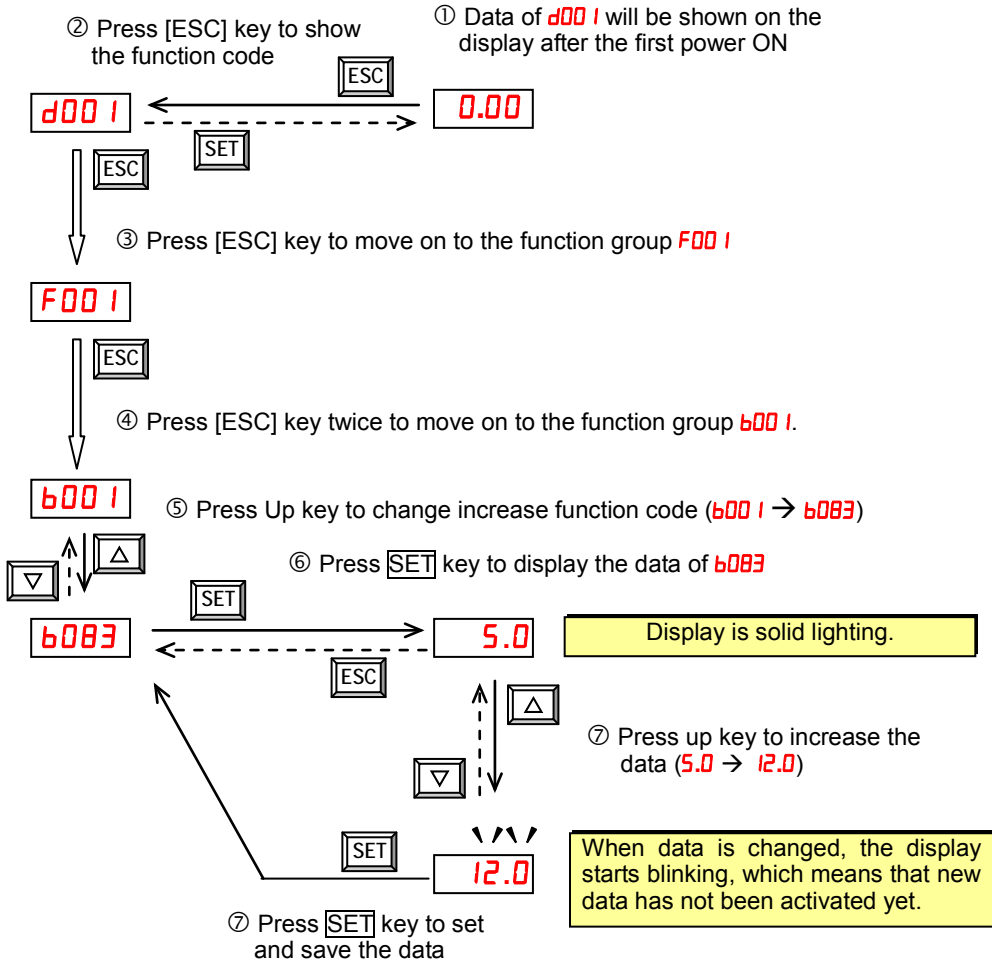 ① Data of d001 will be shown on the
display after the first power ON
② Press [ESC] key to show
the function code
ESC
d001
0.00
SET
ESC
③ Press [ESC] key to move on to the function group F001
F001
ESC
④ Press [ESC] key twice to move on to the function group b001.
b001
⑤ Press Up key to change increase function code (b001 → b083)
△
▽
⑥ Press SET key to display the data of b083
SET
b083
5.0
Display is solid lighting.
ESC
△
⑦ Press up key to increase the
data (5.0 → 12.0)
▽
SET
12.0
When data is changed, the display
starts blinking, which means that new
data has not been activated yet.
⑦ Press SET key to set
and save the data